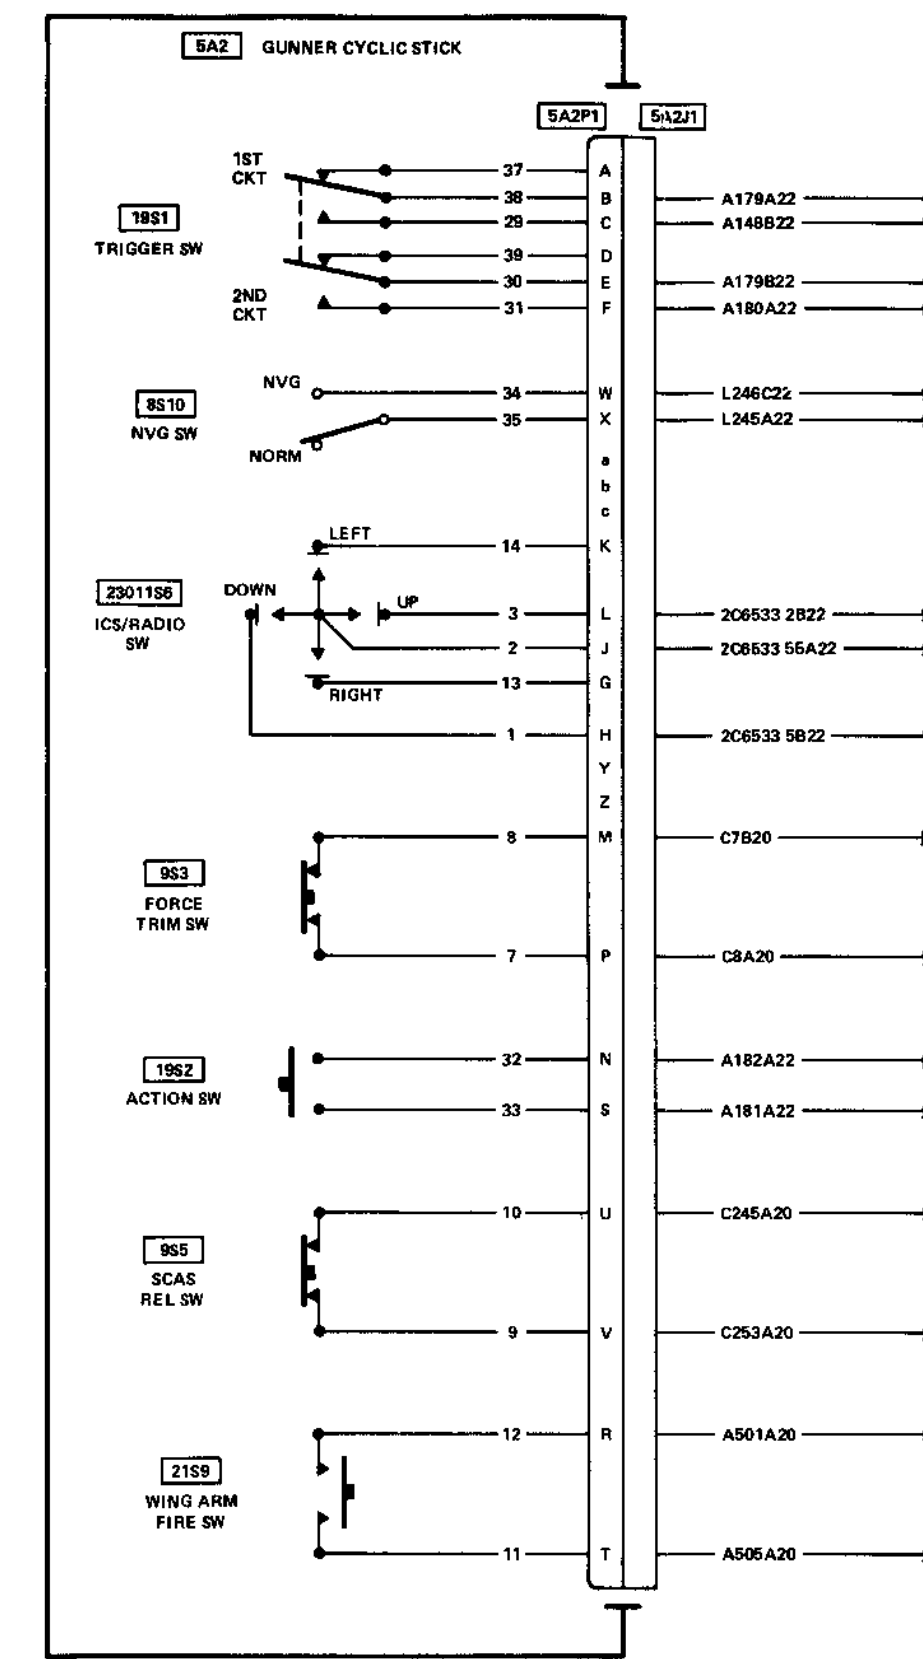 5A2 GUNNER CYCLIC STICK
5A2P1 5A2J1
1ST
CKT
37 A
38 B A179A22
29 C A148B22
19S1
TRIGGER SW
39 D
30 E A179B22
2ND
CKT
31 F A180A22
NVG
34 W L246C22
8S10
NVG SW
35 X L245A22
NORM
a
b
c
LEFT
14 K
23011S6
ICS/RADIO
SW
DOWN
UP
3 L 2C6533 2B22
2 J 2C6533 55A22
13 G
RIGHT
1 H 2C6533 5B22
Y
Z
8 M C7B20
9S3
FORCE
TRIM SW
7 P C8A20
32 N A182A22
19S2
ACTION SW
33 S A181A22
10 U C245A20
9S5
SCAS
REL SW
9 V C253A20
12 R A501A20
21S9
WING ARM
FIRE SW
11 T A505A20